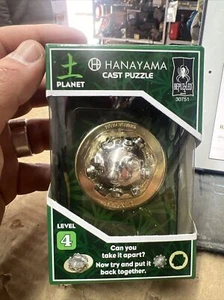 土
PLANET
HANAYAMA
CAST PUZZLE
30751
LEVEL
4
Can you
take it apart?
Now try and put it
back together.